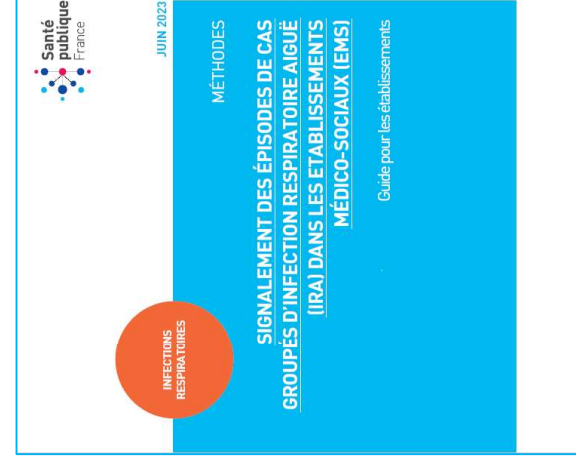 Santé
publique
France
JUIN 2023
INFECTIONS
RESPIRATOIRES
MÉTHODES
SIGNALEMENT DES ÉPISODES DE CAS
GROUPÉS D’INFECTION RESPIRATOIRE AIGUË
(IRA) DANS LES ETABLISSEMENTS
MÉDICO-SOCIAUX (EMS)
Guide pour les établissements